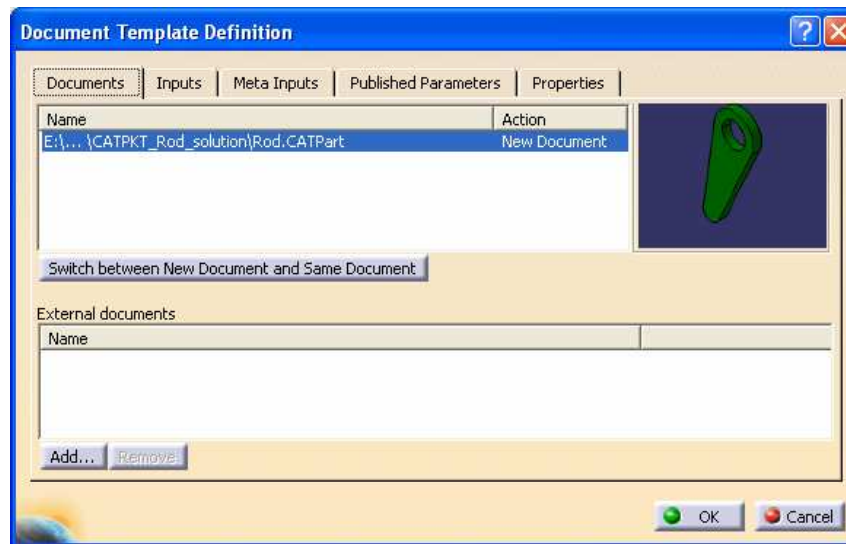 Document Template Definition
Documents Inputs Meta Inputs Published Parameters Properties
Name Action
E:\... \CATPKT_Rod_solution\Rod.CATPart New Document
Switch between New Document and Same Document
External documents
Name
Add... Remove
OK Cancel